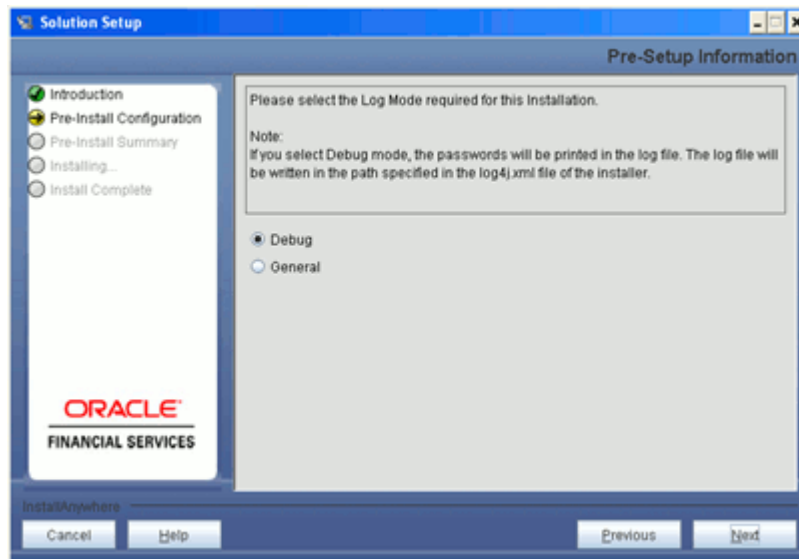 Solution Setup
Pre-Setup Information
Introduction
Pre-Install Configuration
Pre-Install Summary
Installing...
Install Complete
Please select the Log Mode required for this Installation.
Note:
If you select Debug mode, the passwords will be printed in the log file. The log file will
be written in the path specified in the log4j.xml file of the installer.
Debug
General
ORACLE
FINANCIAL SERVICES
InstallAnywhere
Cancel
Help
Previous
Next